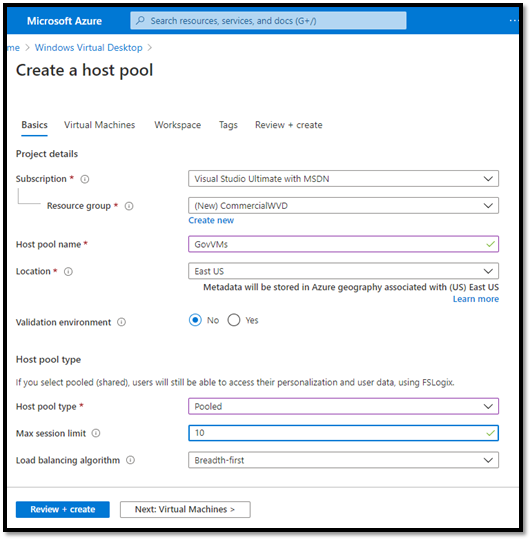 Microsoft Azure
Search resources, services, and docs (G+/)
me > Windows Virtual Desktop >
Create a host pool
Basics Virtual Machines Workspace Tags Review + create
Project details
Subscription * Visual Studio Ultimate with MSDN
Resource group * (New) CommercialWVD
Create new
Host pool name * GovVMs
Location * East US
Metadata will be stored in Azure geography associated with (US) East US
Learn more
Validation environment No Yes
Host pool type
If you select pooled (shared), users will still be able to access their personalization and user data, using FSLogix.
Host pool type * Pooled
Max session limit 10
Load balancing algorithm Breadth-first
Review + create Next: Virtual Machines >